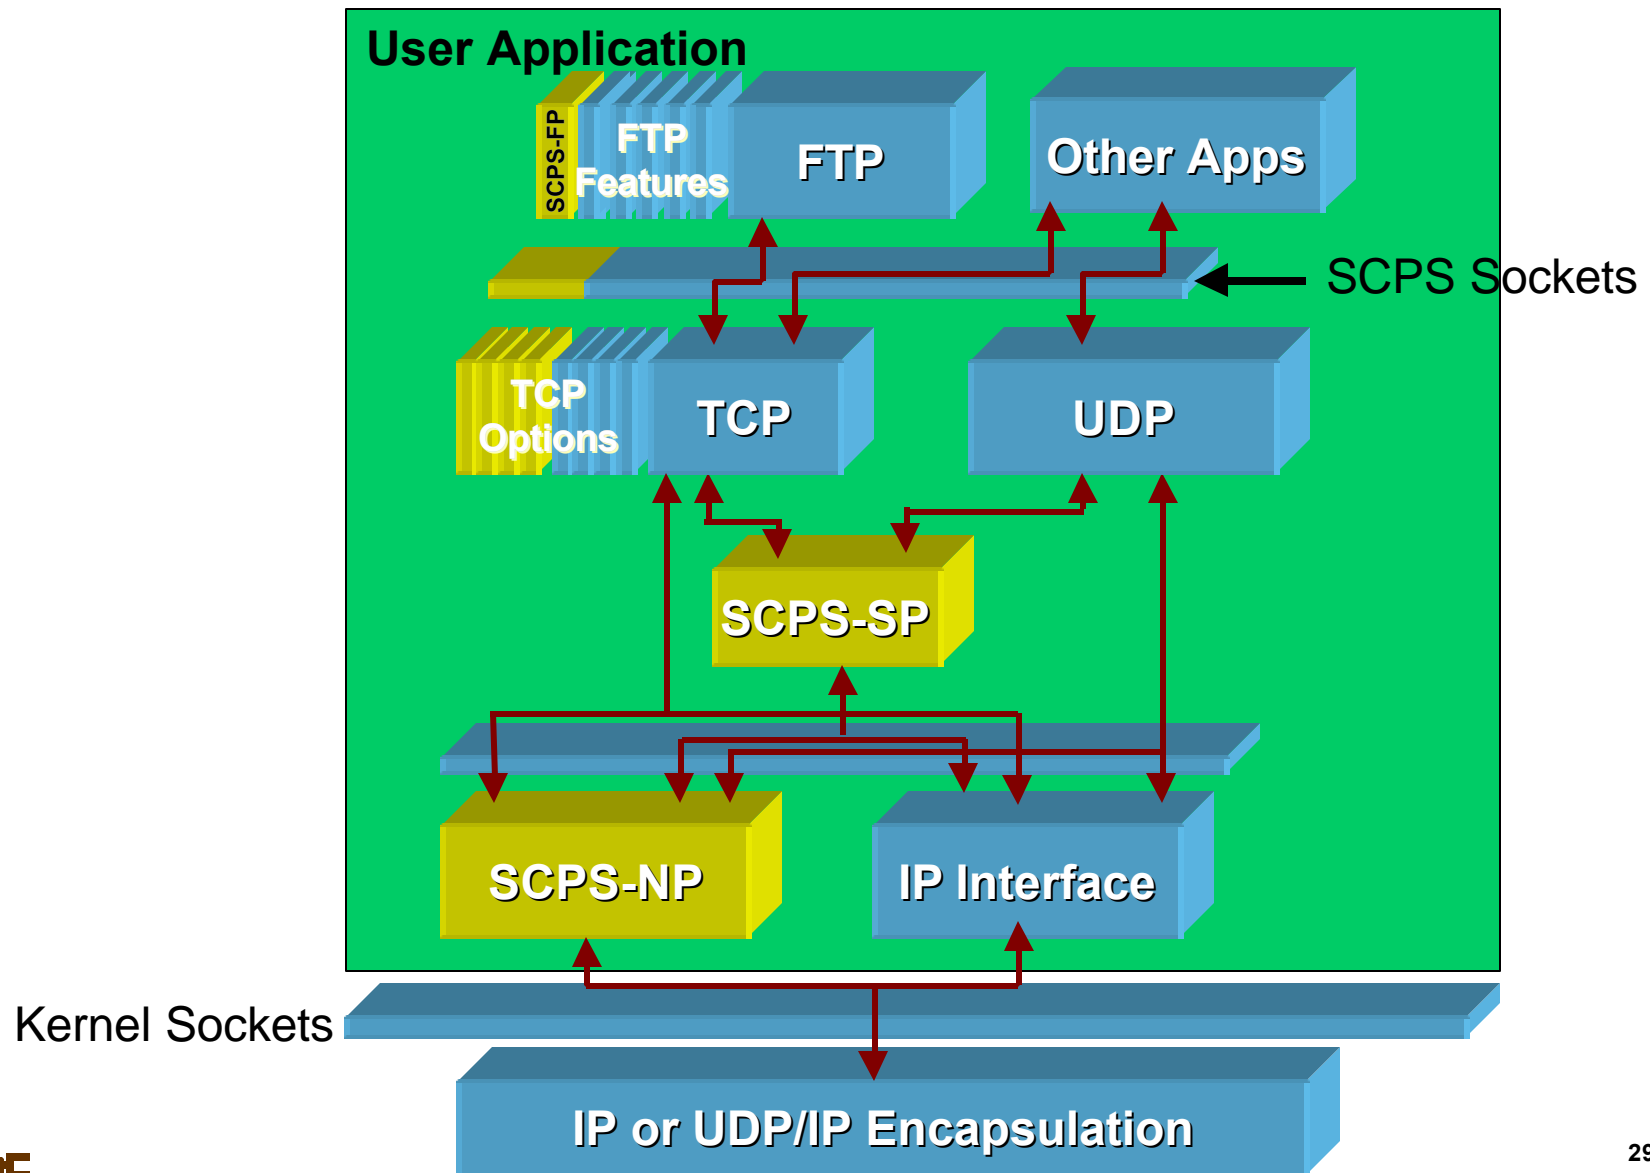 User Application
SCPS-FP
FTP
Features
FTP
Other Apps
SCPS Sockets
TCP
Options
TCP
UDP
SCPS-SP
SCPS-NP
IP Interface
Kernel Sockets
IP or UDP/IP Encapsulation
29